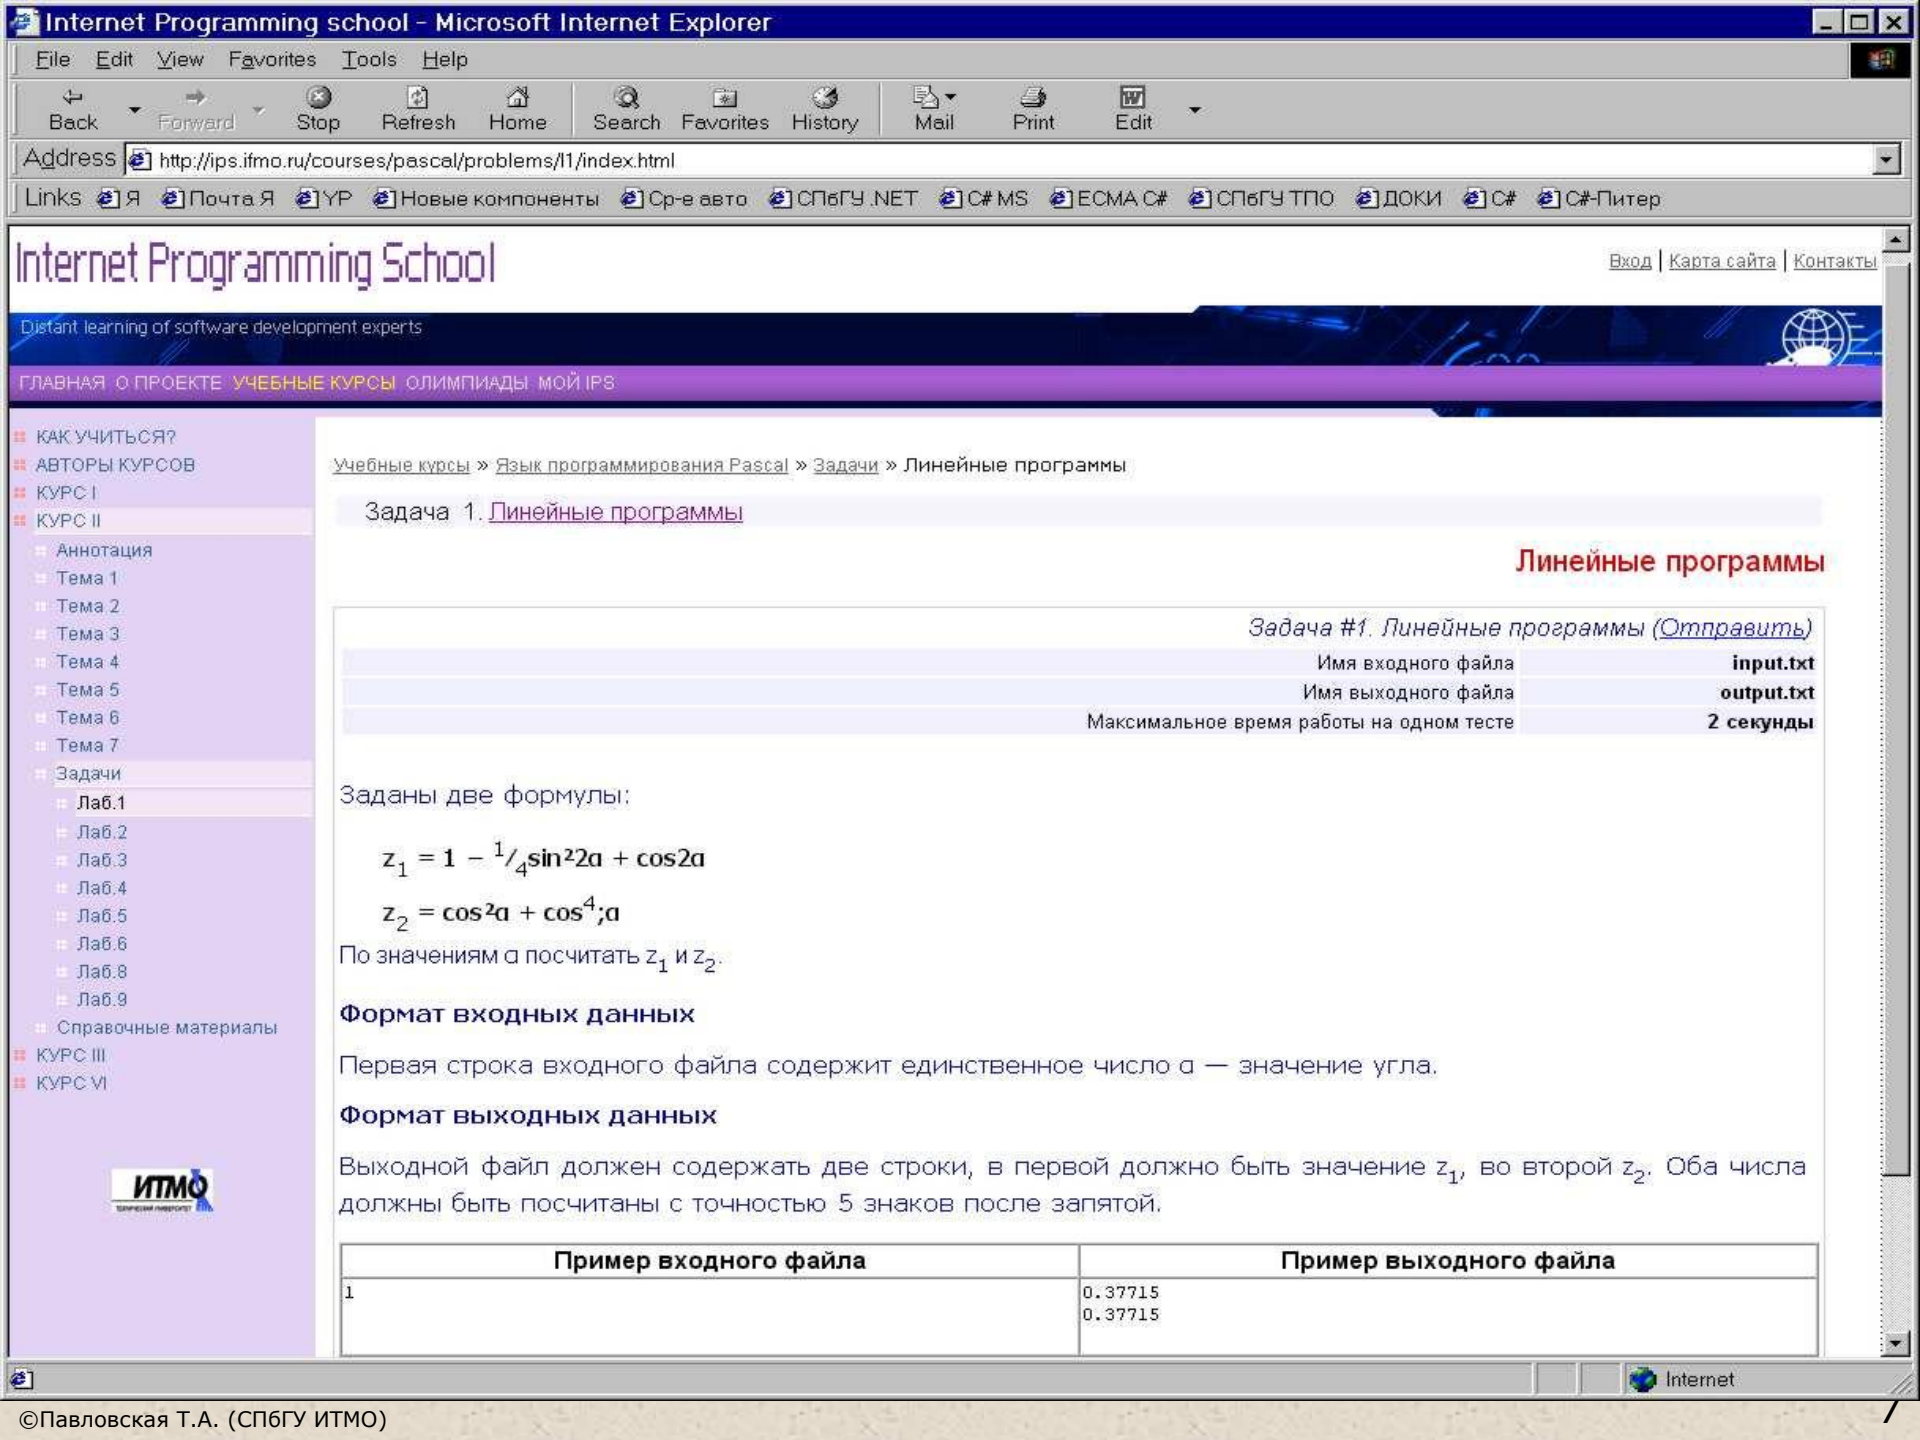 Internet Programming school - Microsoft Internet Explorer
File Edit View Favorites Tools Help
Back Forward Stop Refresh Home Search Favorites History Mail Print Edit
Address http://ips.ifmo.ru/courses/pascal/problems/l1/index.html
Links Я Почта Я YP Новые компоненты Ср-е авто СПбГУ .NET C# MS ECMA C# СПбГУ ТПО ДОКИ C# C#-Питер
Internet Programming School
Вход | Карта сайта | Контакты
Distant learning of software development experts
ГЛАВНАЯ О ПРОЕКТЕ УЧЕБНЫЕ КУРСЫ ОЛИМПИАДЫ МОЙ IPS
КАК УЧИТЬСЯ?
АВТОРЫ КУРСОВ
КУРС I
КУРС II
Аннотация
Тема 1
Тема 2
Тема 3
Тема 4
Тема 5
Тема 6
Тема 7
Задачи
Лаб.1
Лаб.2
Лаб.3
Лаб.4
Лаб.5
Лаб.6
Лаб.8
Лаб.9
Справочные материалы
КУРС III
КУРС VI
ИТМО
Учебные курсы » Язык программирования Pascal » Задачи » Линейные программы
Задача 1. Линейные программы
Линейные программы
Задача #1. Линейные программы (Отправить)
Имя входного файла input.txt
Имя выходного файла output.txt
Максимальное время работы на одном тесте 2 секунды
Заданы две формулы:
z₁ = 1 − ¹/₄sin²2α + cos2α
z₂ = cos²α + cos⁴;α
По значениям α посчитать z₁ и z₂.
Формат входных данных
Первая строка входного файла содержит единственное число α — значение угла.
Формат выходных данных
Выходной файл должен содержать две строки, в первой должно быть значение z₁, во второй z₂. Оба числа
должны быть посчитаны с точностью 5 знаков после запятой.
Пример входного файла Пример выходного файла
1 0.37715
0.37715
Internet
©Павловская Т.А. (СПбГУ ИТМО)
7